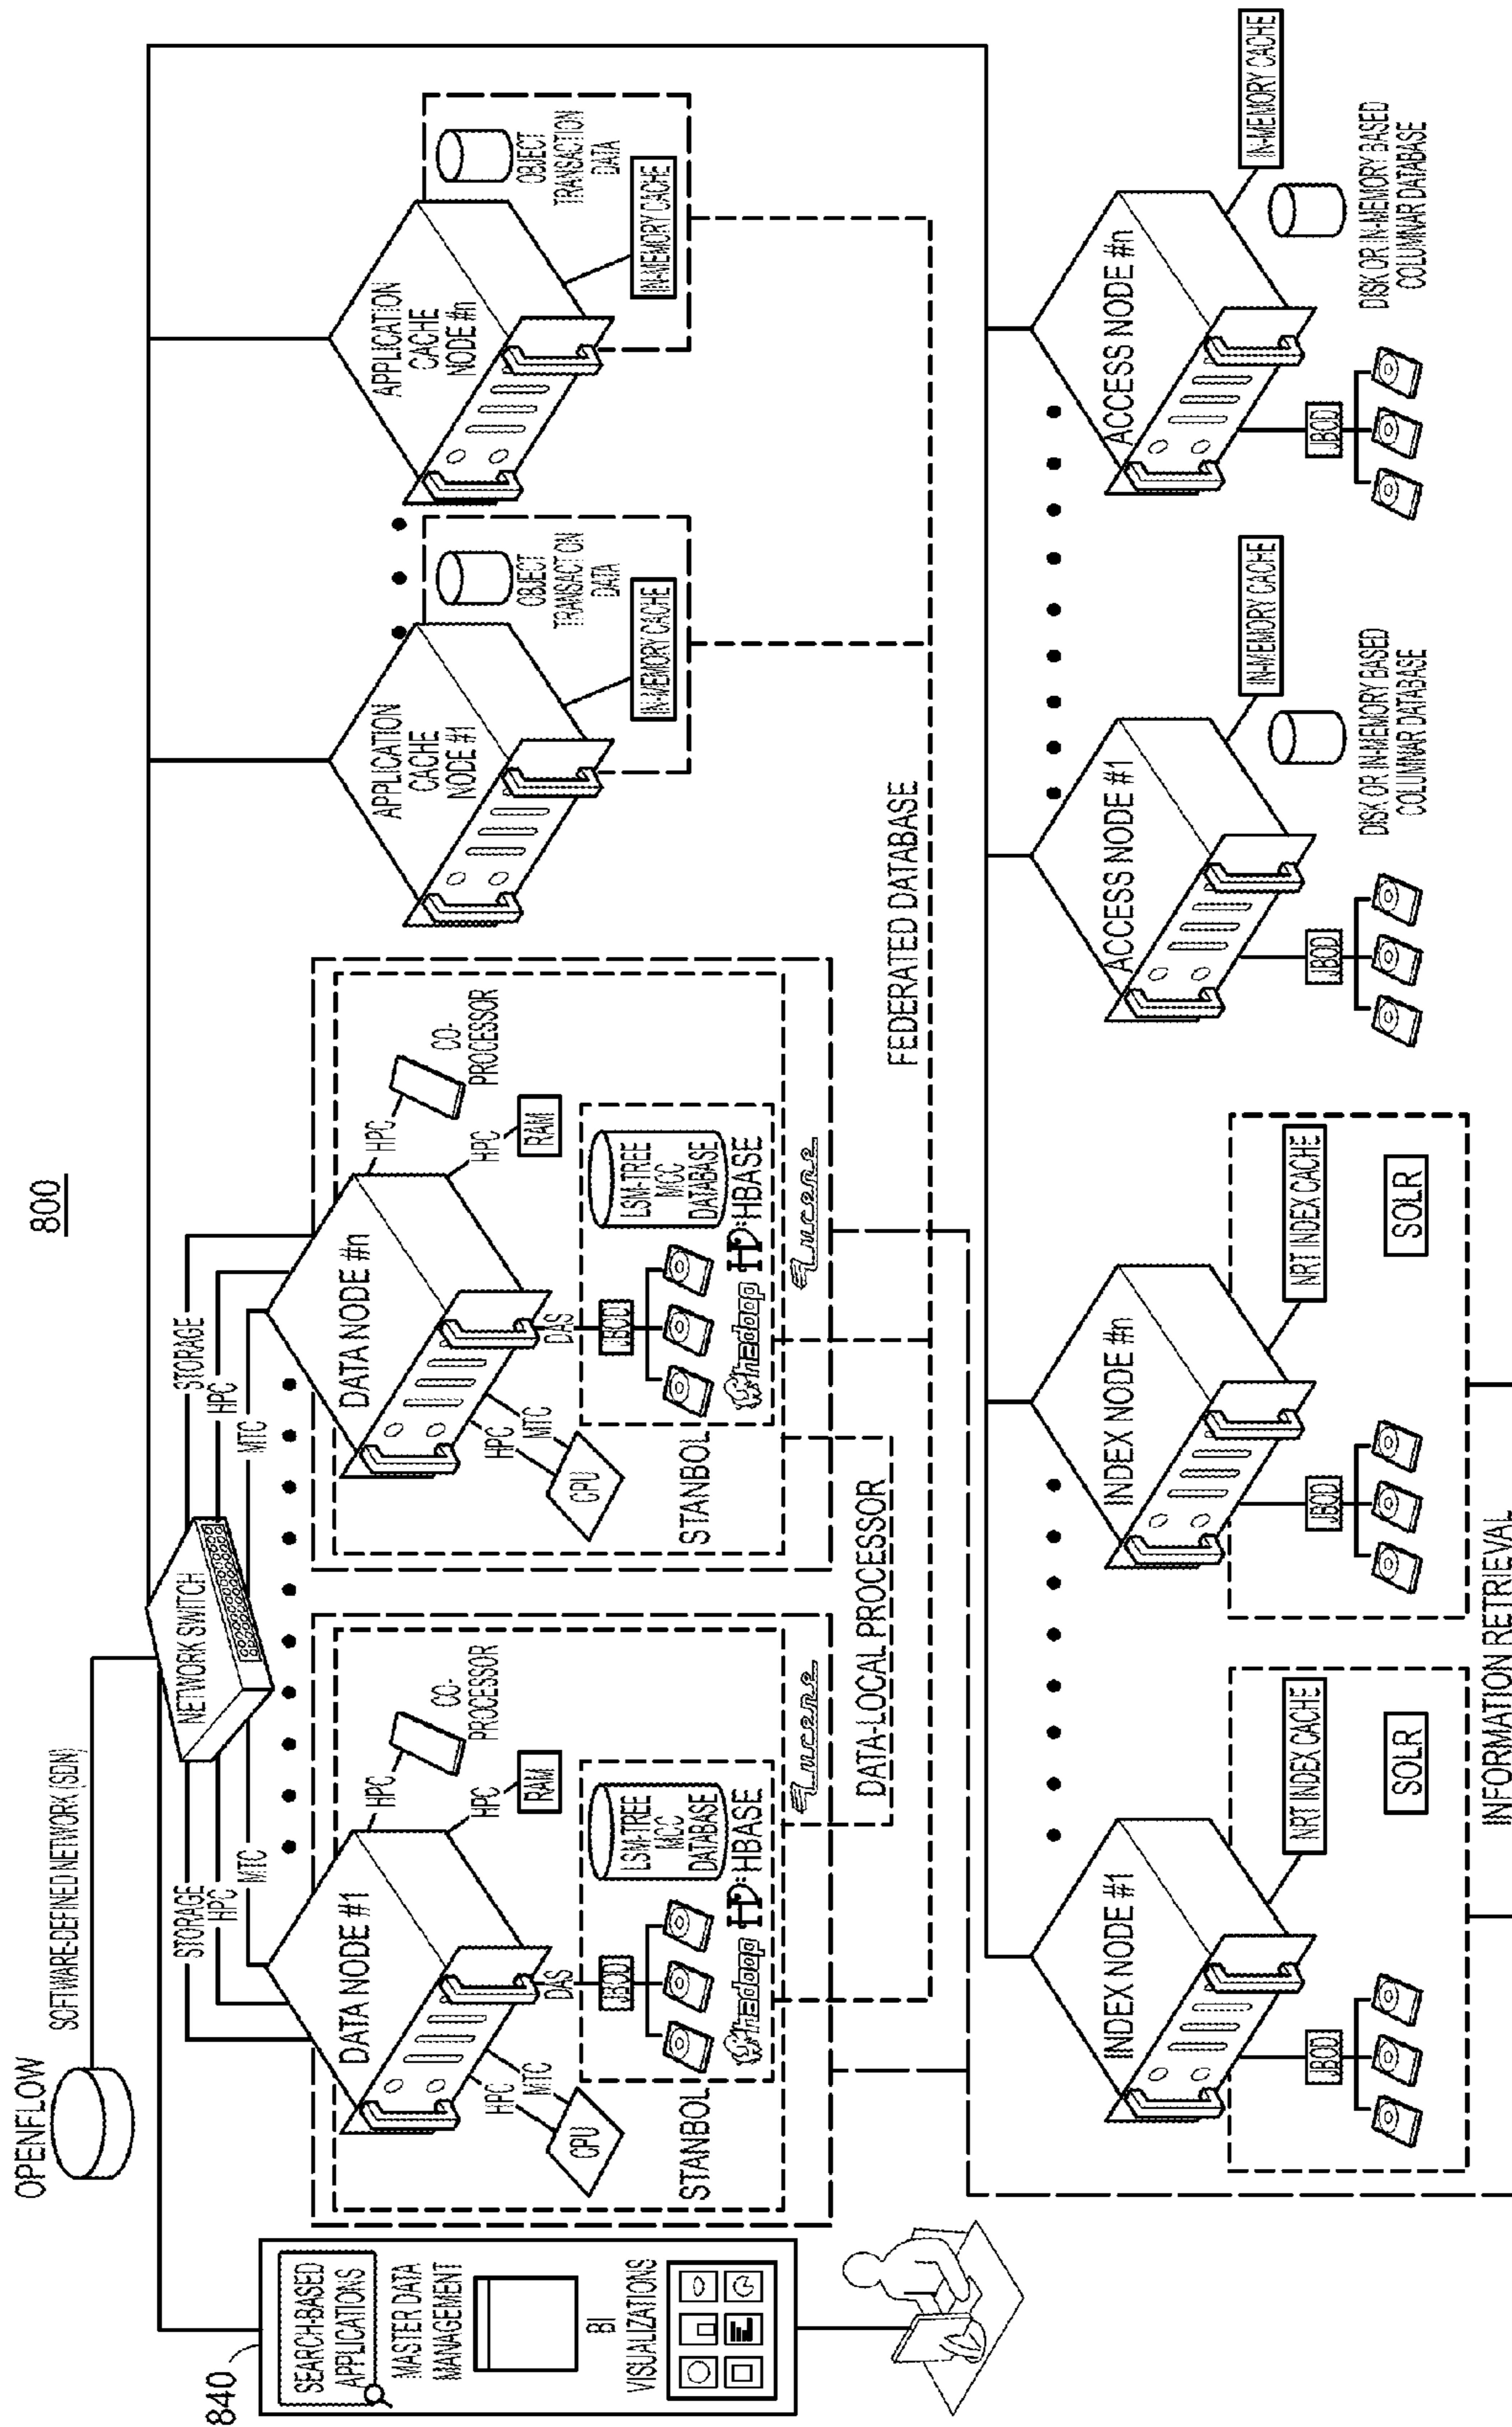 800
OPENFLOW
SOFTWARE-DEFINED NETWORK (SDN)
NETWORK SWITCH
840
SEARCH-BASED
APPLICATIONS
MASTER DATA
MANAGEMENT
BI
VISUALIZATIONS
STORAGE
HPC
MTC
STORAGE
HPC
MTC
DATA NODE #1
HPC
CO-
PROCESSOR
HPC
RAM
HPC
MTC
CPU
DAS
JBOD
LSM-TREE
MCC
DATABASE
hadoop
HBASE
STANBOL
Lucene
DATA NODE #n
HPC
CO-
PROCESSOR
HPC
RAM
HPC
MTC
CPU
DAS
JBOD
LSM-TREE
MCC
DATABASE
hadoop
HBASE
STANBOL
Lucene
DATA-LOCAL PROCESSOR
APPLICATION
CACHE
NODE #1
OBJECT
TRANSACTION
DATA
IN-MEMORY CACHE
APPLICATION
CACHE
NODE #n
OBJECT
TRANSACTION
DATA
IN-MEMORY CACHE
FEDERATED DATABASE
INDEX NODE #1
NRT INDEX CACHE
JBOD
SOLR
INDEX NODE #n
NRT INDEX CACHE
JBOD
SOLR
INFORMATION RETRIEVAL
ACCESS NODE #1
IN-MEMORY CACHE
JBOD
DISK OR IN-MEMORY BASED
COLUMNAR DATABASE
ACCESS NODE #n
IN-MEMORY CACHE
JBOD
DISK OR IN-MEMORY BASED
COLUMNAR DATABASE